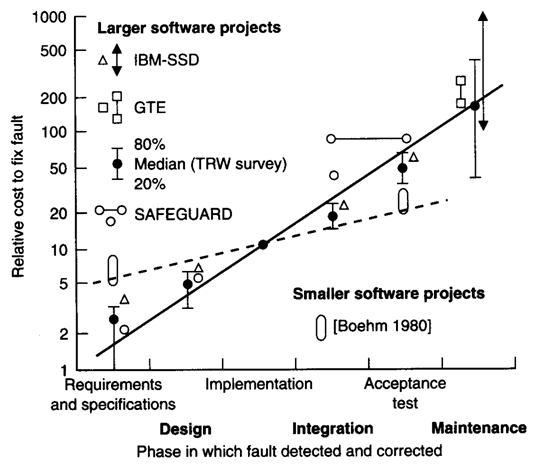 Larger software projects
IBM-SSD
GTE
80%
Median (TRW survey)
20%
SAFEGUARD
Relative cost to fix fault
1000
500
200
100
50
20
10
5
2
1
Smaller software projects
[Boehm 1980]
Requirements
and specifications
Design
Implementation
Integration
Acceptance
test
Maintenance
Phase in which fault detected and corrected